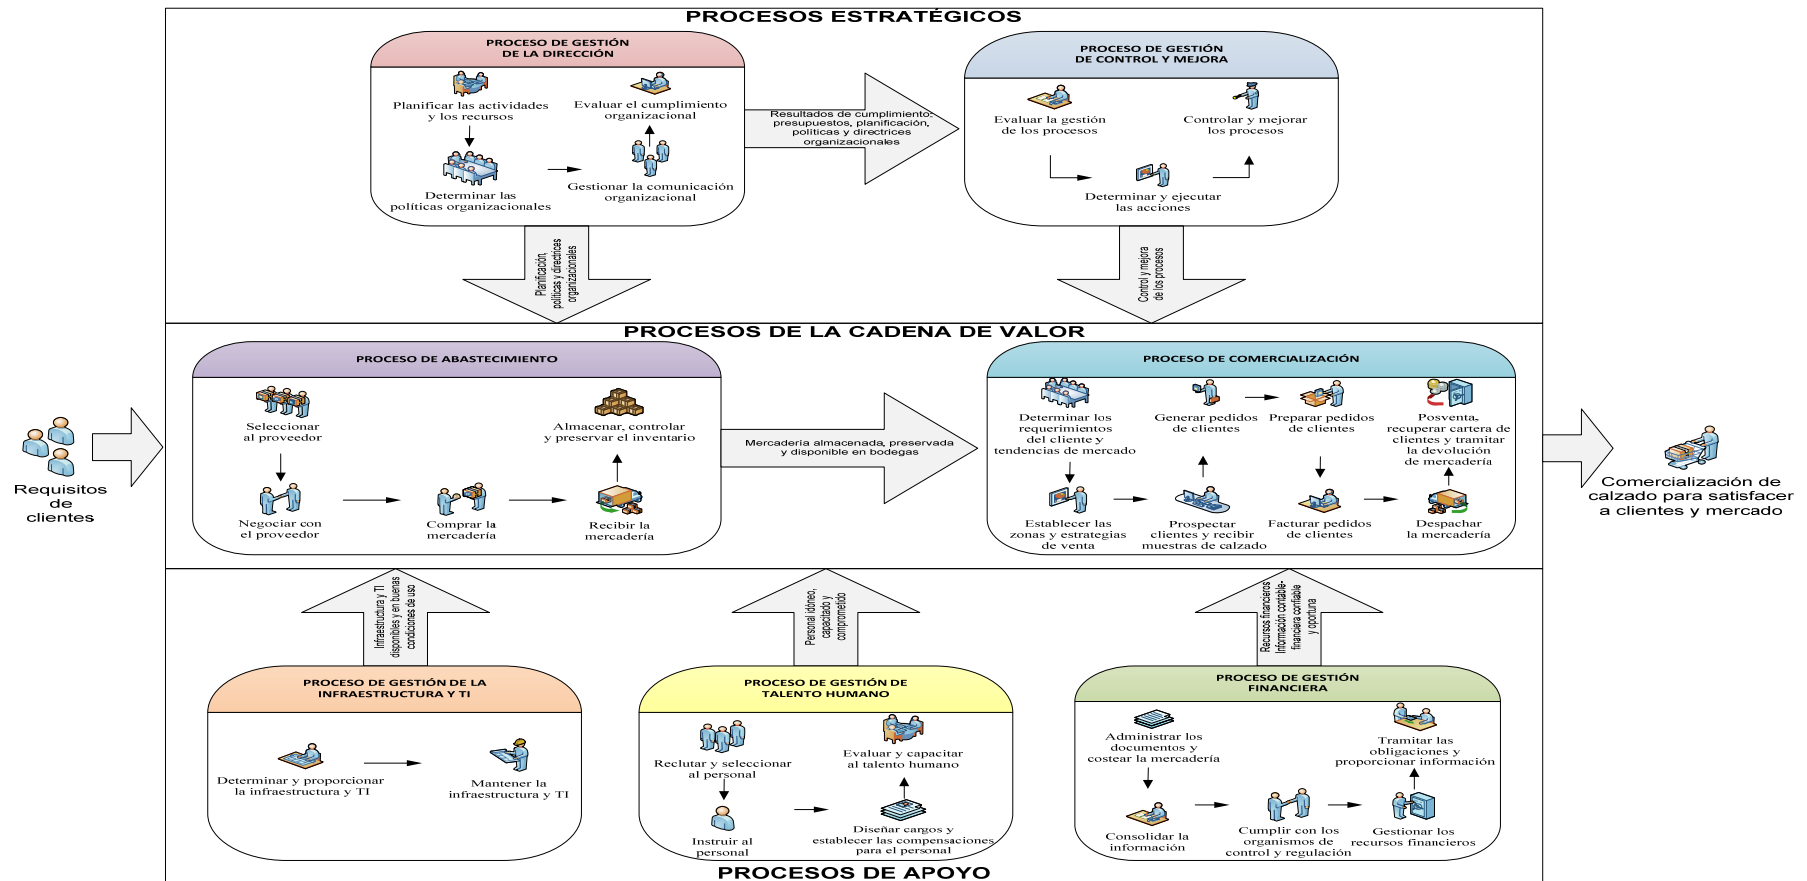 PROCESOS ESTRATÉGICOS
PROCESO DE GESTIÓN
DE LA DIRECCIÓN
Planificar las actividades
y los recursos
Determinar las
políticas organizacionales
Gestionar la comunicación
organizacional
Evaluar el cumplimiento
organizacional
Resultados de cumplimiento:
presupuestos, planificación,
políticas y directrices
organizacionales
PROCESO DE GESTIÓN
DE CONTROL Y MEJORA
Evaluar la gestión
de los procesos
Determinar y ejecutar
las acciones
Controlar y mejorar
los procesos
Planificación,
políticas y directrices
organizacionales
Control y mejora
de los procesos
PROCESOS DE LA CADENA DE VALOR
Requisitos
de
clientes
PROCESO DE ABASTECIMIENTO
Seleccionar
al proveedor
Negociar con
el proveedor
Comprar la
mercadería
Recibir la
mercadería
Almacenar, controlar
y preservar el inventario
Mercadería almacenada, preservada
y disponible en bodegas
PROCESO DE COMERCIALIZACIÓN
Determinar los
requerimientos
del cliente y
tendencias de mercado
Establecer las
zonas y estrategias
de venta
Prospectar
clientes y recibir
muestras de calzado
Generar pedidos
de clientes
Preparar pedidos
de clientes
Facturar pedidos
de clientes
Despachar
la mercadería
Posventa,
recuperar cartera de
clientes y tramitar
la devolución
de mercadería
Comercialización de
calzado para satisfacer
a clientes y mercado
Infraestructura y TI
disponibles y en buenas
condiciones de uso
Personal idóneo,
capacitado y
comprometido
Recursos financieros
Información contable-
financiera confiable
y oportuna
PROCESO DE GESTIÓN DE LA
INFRAESTRUCTURA Y TI
Determinar y proporcionar
la infraestructura y TI
Mantener la
infraestructura y TI
PROCESO DE GESTIÓN DE
TALENTO HUMANO
Reclutar y seleccionar
al personal
Instruir al
personal
Diseñar cargos y
establecer las compensaciones
para el personal
Evaluar y capacitar
al talento humano
PROCESO DE GESTIÓN
FINANCIERA
Administrar los
documentos y
costear la mercadería
Consolidar la
información
Cumplir con los
organismos de
control y regulación
Gestionar los
recursos financieros
Tramitar las
obligaciones y
proporcionar información
PROCESOS DE APOYO